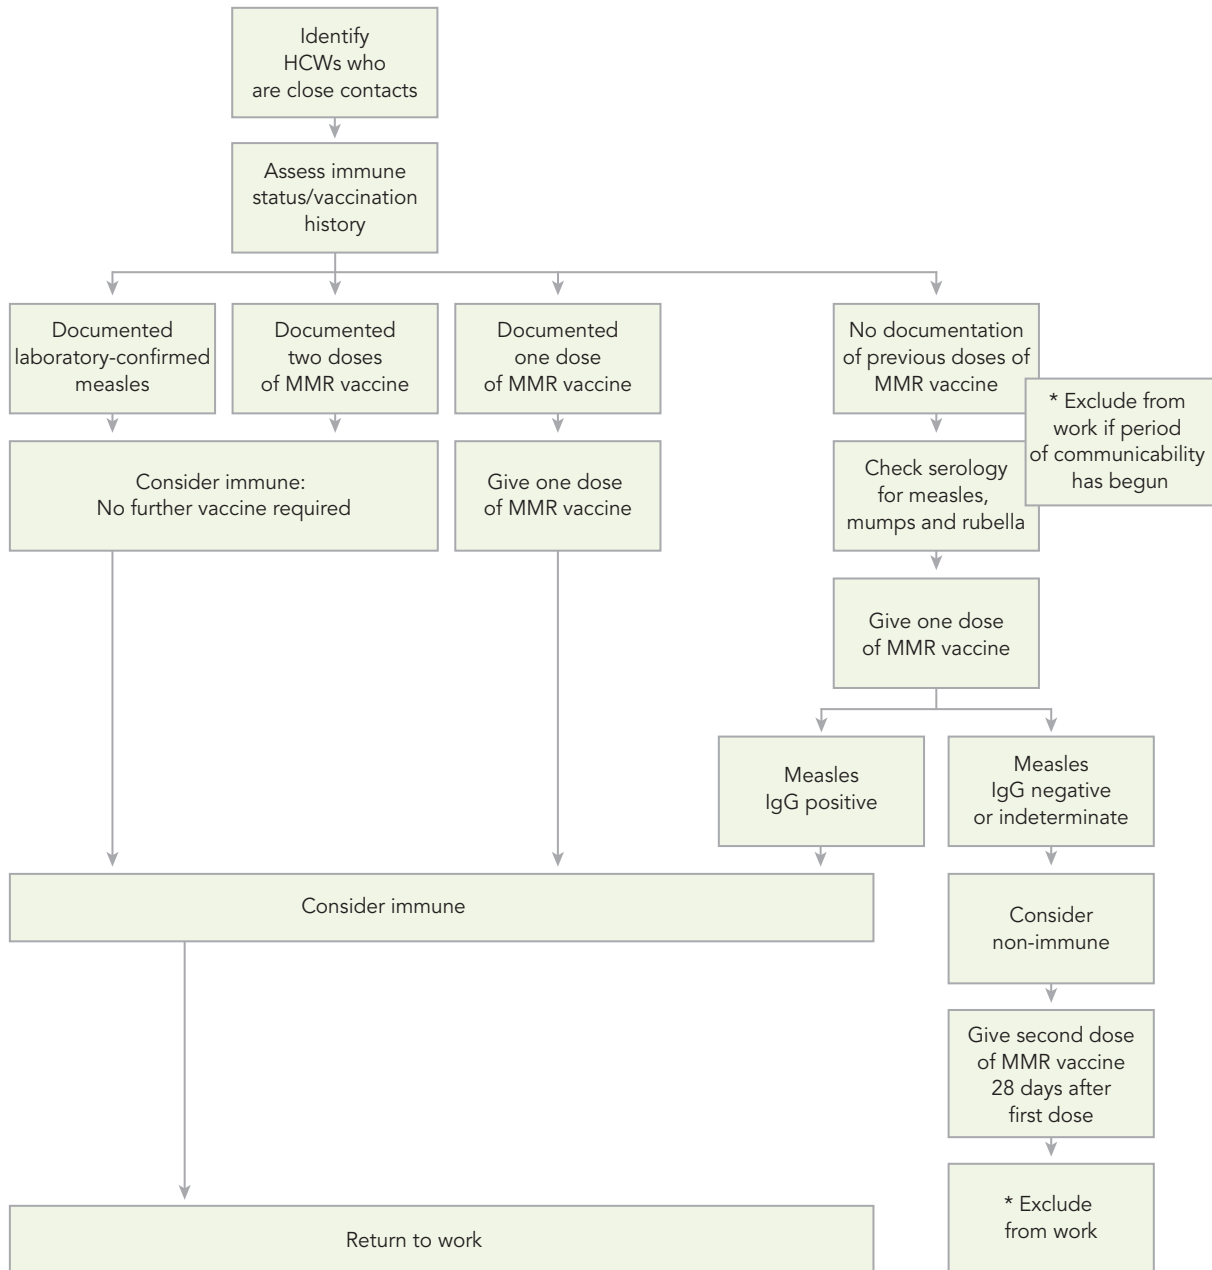 Identify
HCWs who
are close contacts
Assess immune
status/vaccination
history
Documented
laboratory-confirmed
measles
Documented
two doses
of MMR vaccine
Documented
one dose
of MMR vaccine
No documentation
of previous doses of
MMR vaccine
* Exclude from
work if period
of communicability
has begun
Consider immune:
No further vaccine required
Give one dose
of MMR vaccine
Check serology
for measles,
mumps and rubella
Give one dose
of MMR vaccine
Measles
IgG positive
Measles
IgG negative
or indeterminate
Consider immune
Consider
non-immune
Give second dose
of MMR vaccine
28 days after
first dose
Return to work
* Exclude
from work